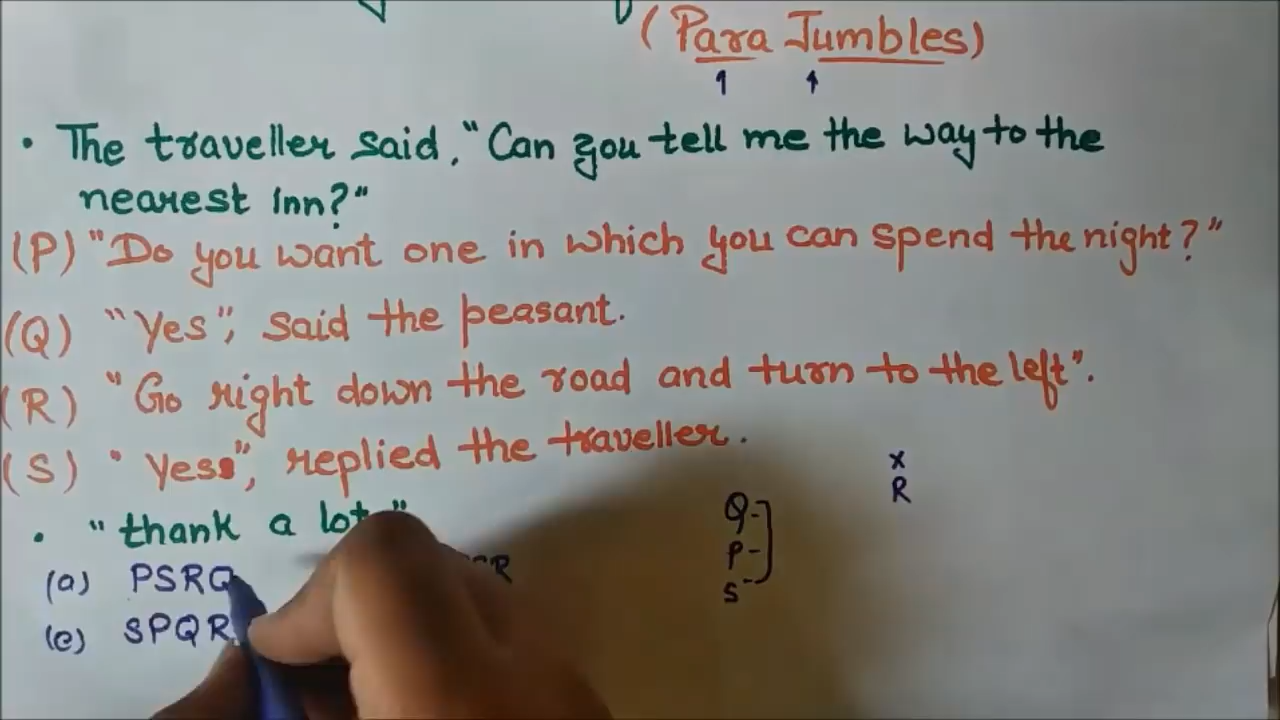 (Para Jumbles)
• The traveller said, "Can you tell me the way to the
nearest inn?"
(P) "Do you want one in which you can spend the night?"
(Q) "Yes", said the peasant.
(R) "Go right down the road and turn to the left".
(S) "Yes", replied the traveller.
• "thank a lot"
x
R
Q
P
S
(a) PSRQ
R
(c) SPQR